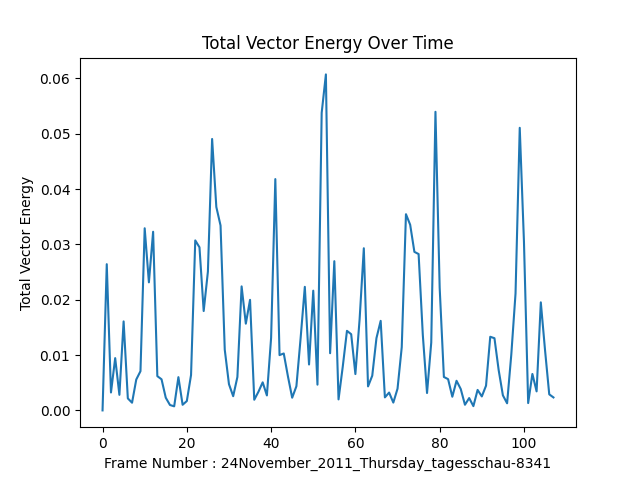 Total Vector Energy Over Time
Total Vector Energy
0.06
0.05
0.04
0.03
0.02
0.01
0.00
0 20 40 60 80 100
Frame Number : 24November_2011_Thursday_tagesschau-8341